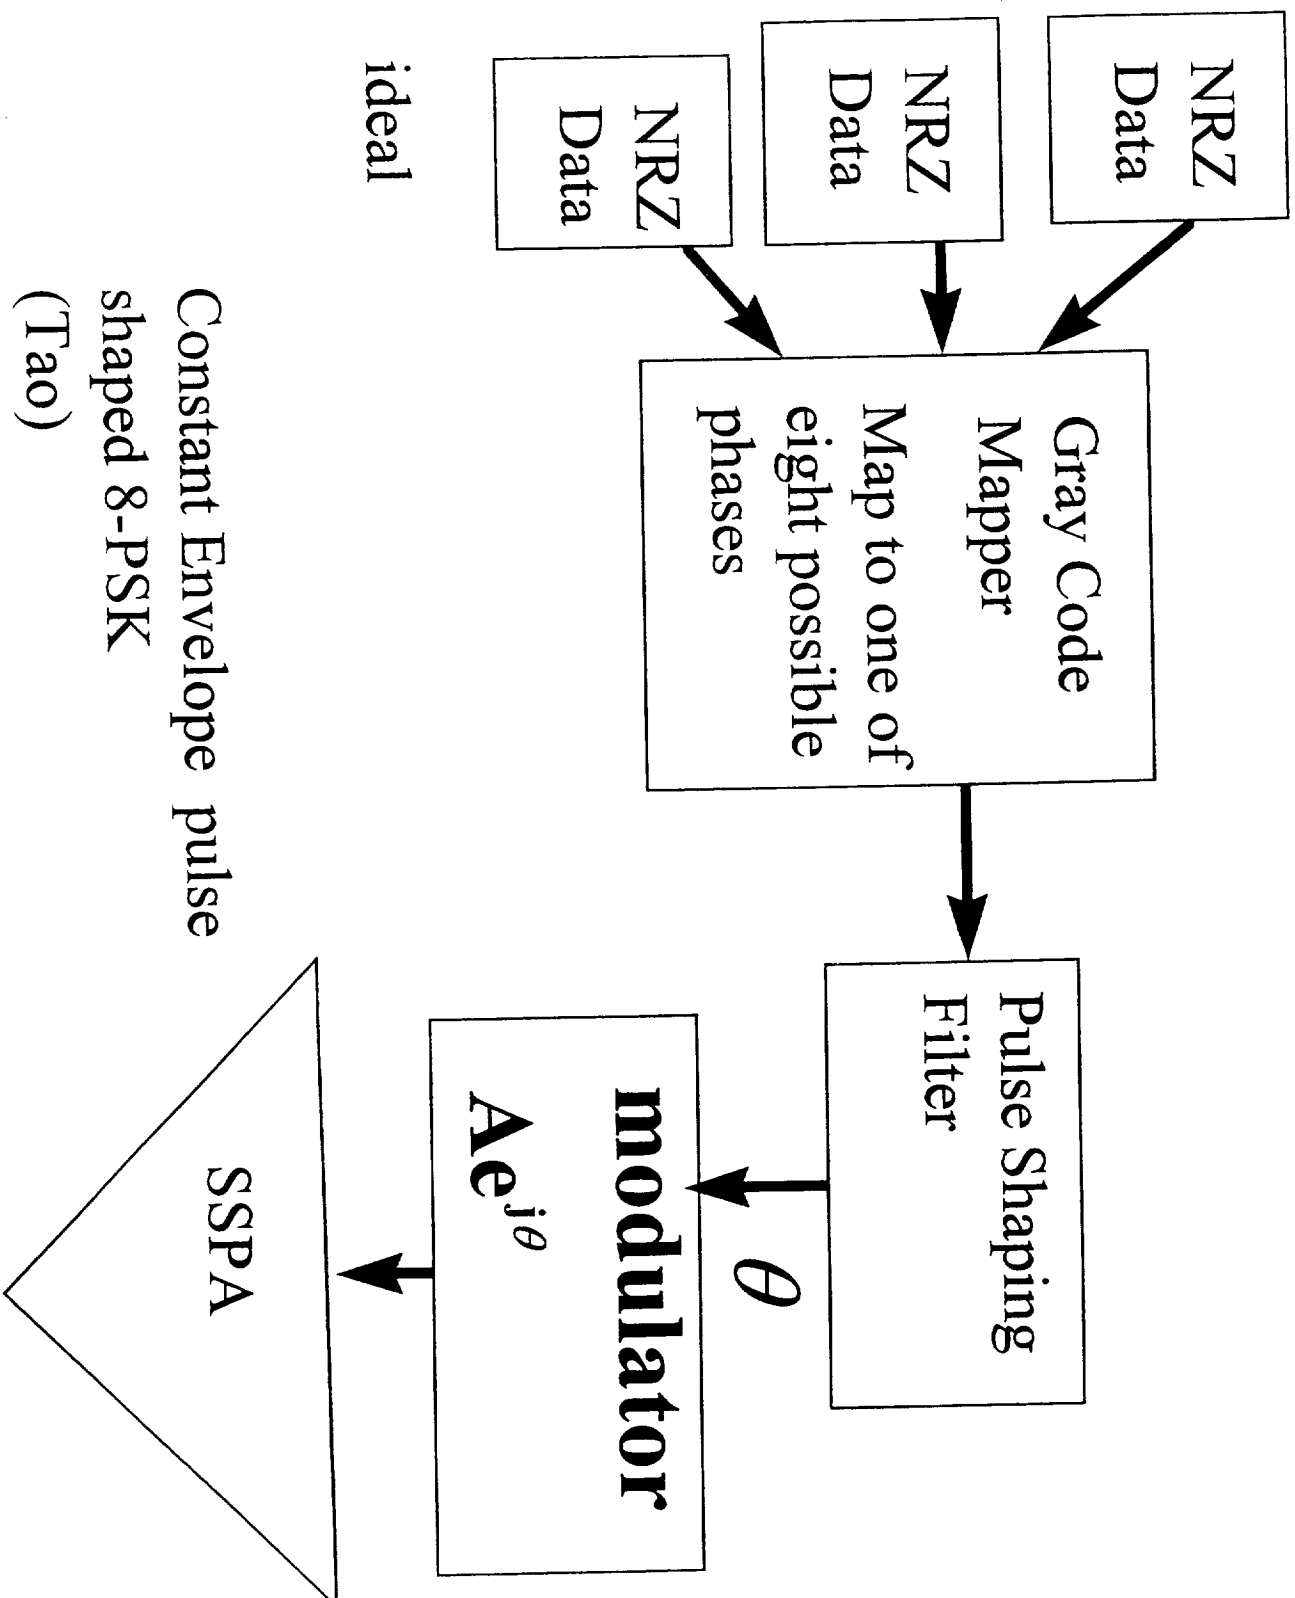 NRZ
Data
NRZ
Data
NRZ
Data
ideal
Gray Code
Mapper
Map to one of
eight possible
phases
Pulse Shaping
Filter
θ
modulator
Ae^jθ
SSPA
Constant Envelope pulse
shaped 8-PSK
(Tao)